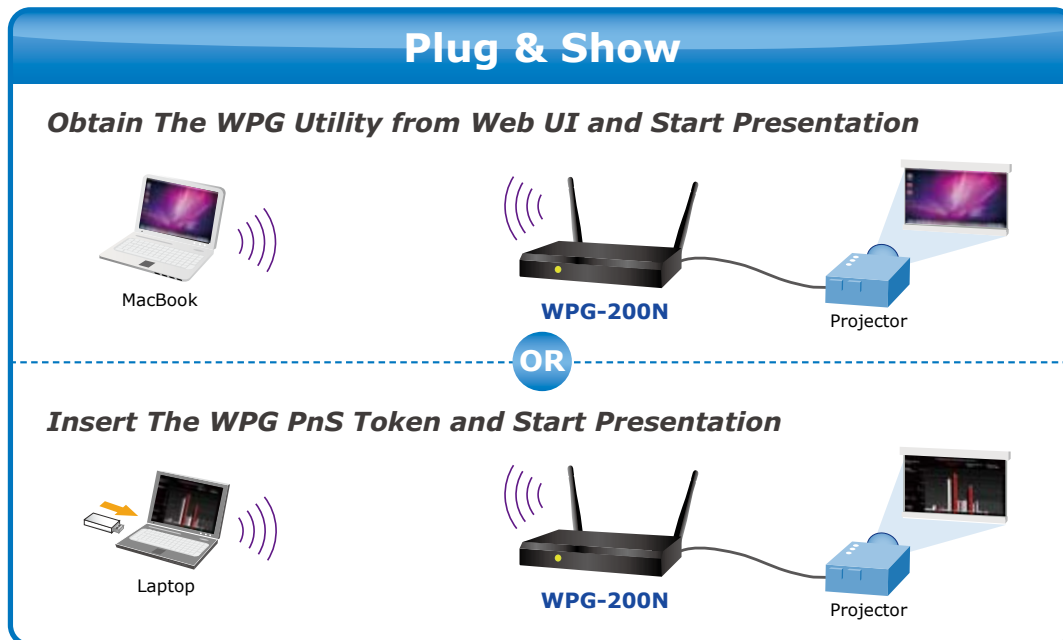 Plug & Show
Obtain The WPG Utility from Web UI and Start Presentation
MacBook
WPG-200N
Projector
OR
Insert The WPG PnS Token and Start Presentation
Laptop
WPG-200N
Projector